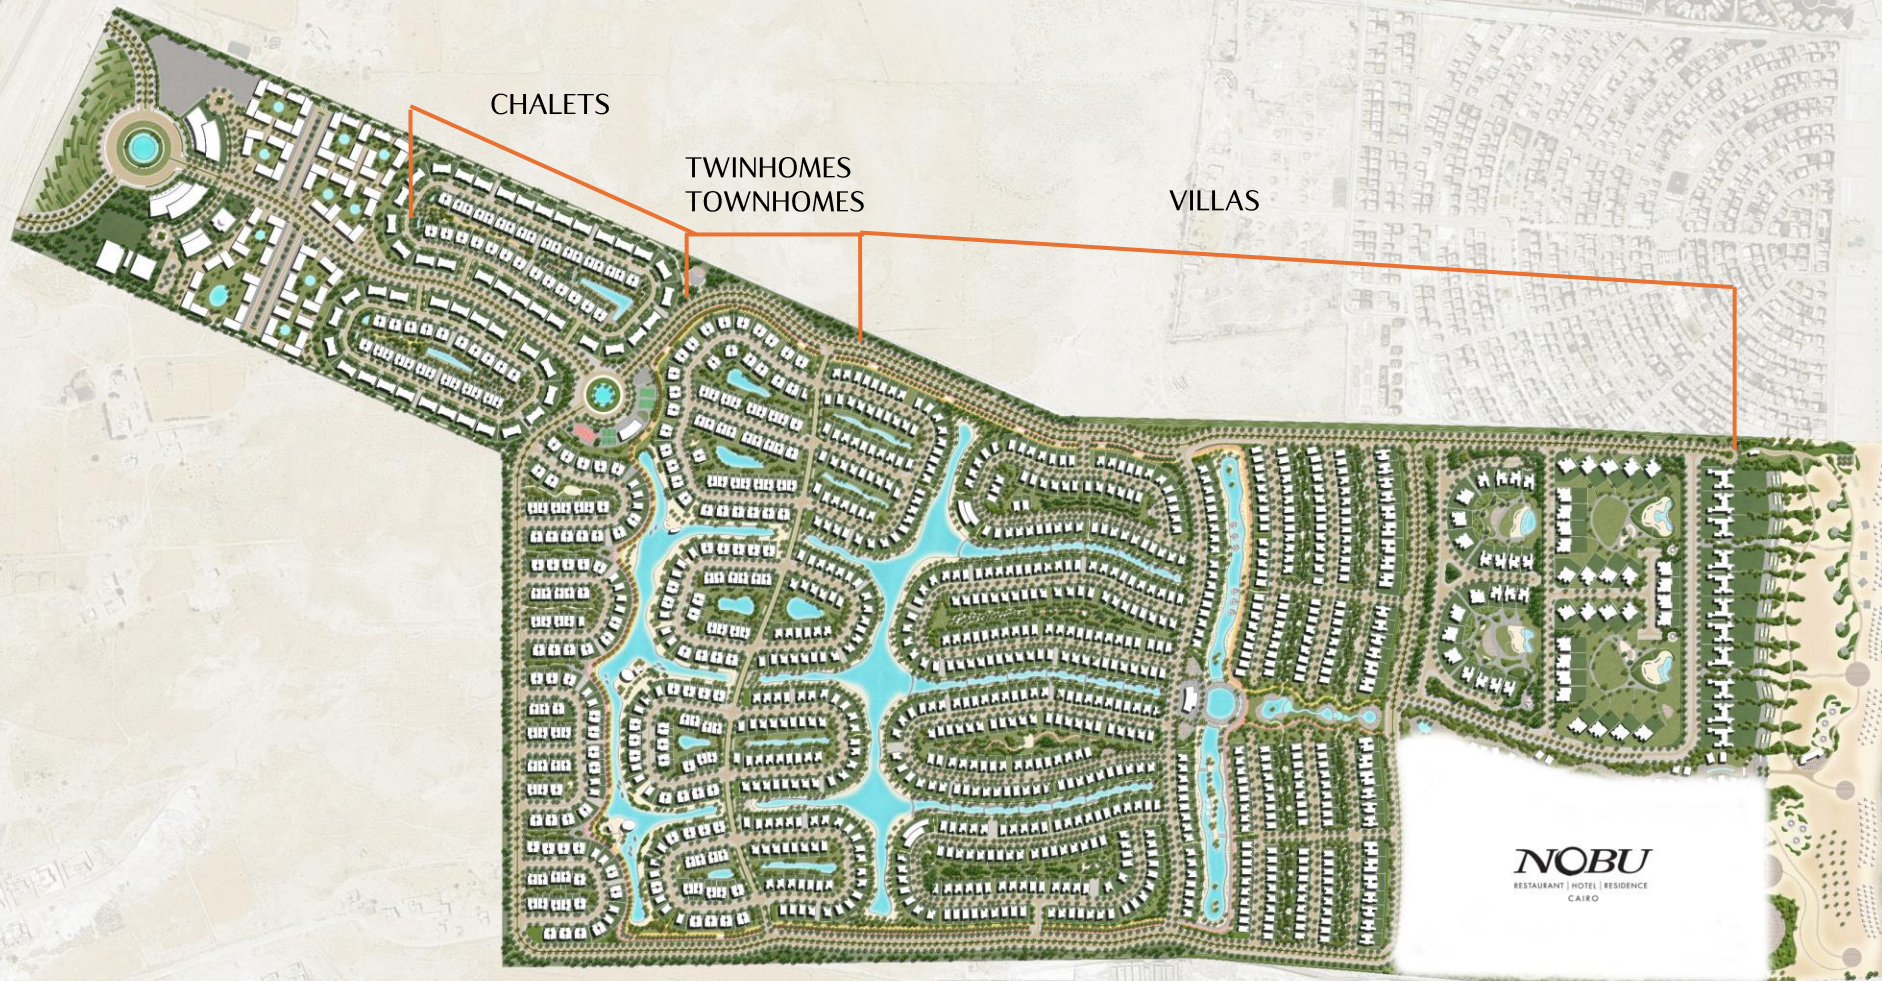 CHALETS
TWINHOMES
TOWNHOMES
VILLAS
NOBU
RESTAURANT | HOTEL | RESIDENCE
CAIRO